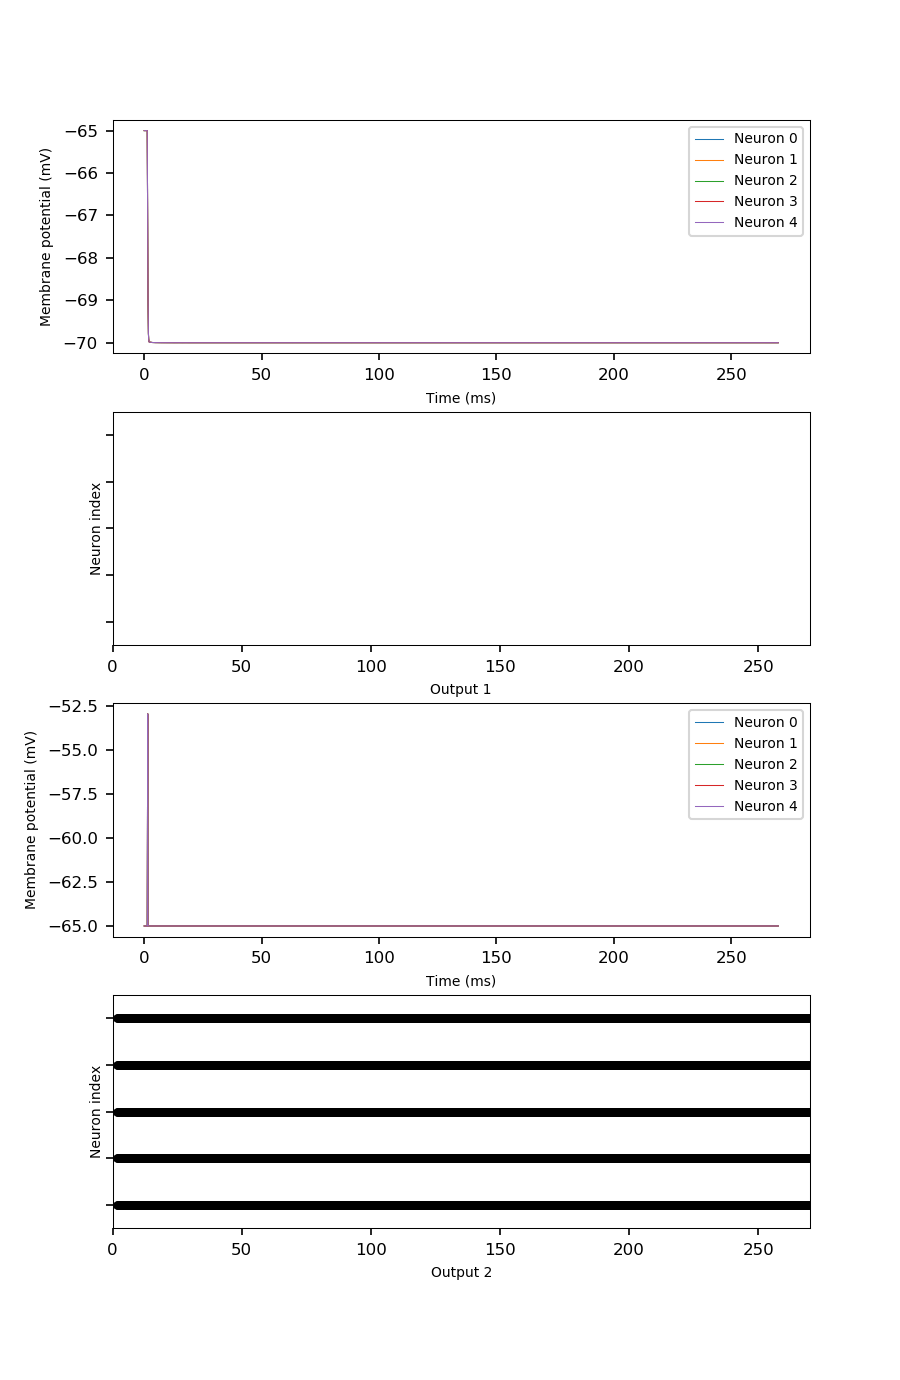 Membrane potential (mV)
−65
−66
−67
−68
−69
−70
Neuron 0
Neuron 1
Neuron 2
Neuron 3
Neuron 4
0 50 100 150 200 250
Time (ms)
Neuron index
0 50 100 150 200 250
Output 1
Membrane potential (mV)
−52.5
−55.0
−57.5
−60.0
−62.5
−65.0
Neuron 0
Neuron 1
Neuron 2
Neuron 3
Neuron 4
0 50 100 150 200 250
Time (ms)
Neuron index
0 50 100 150 200 250
Output 2